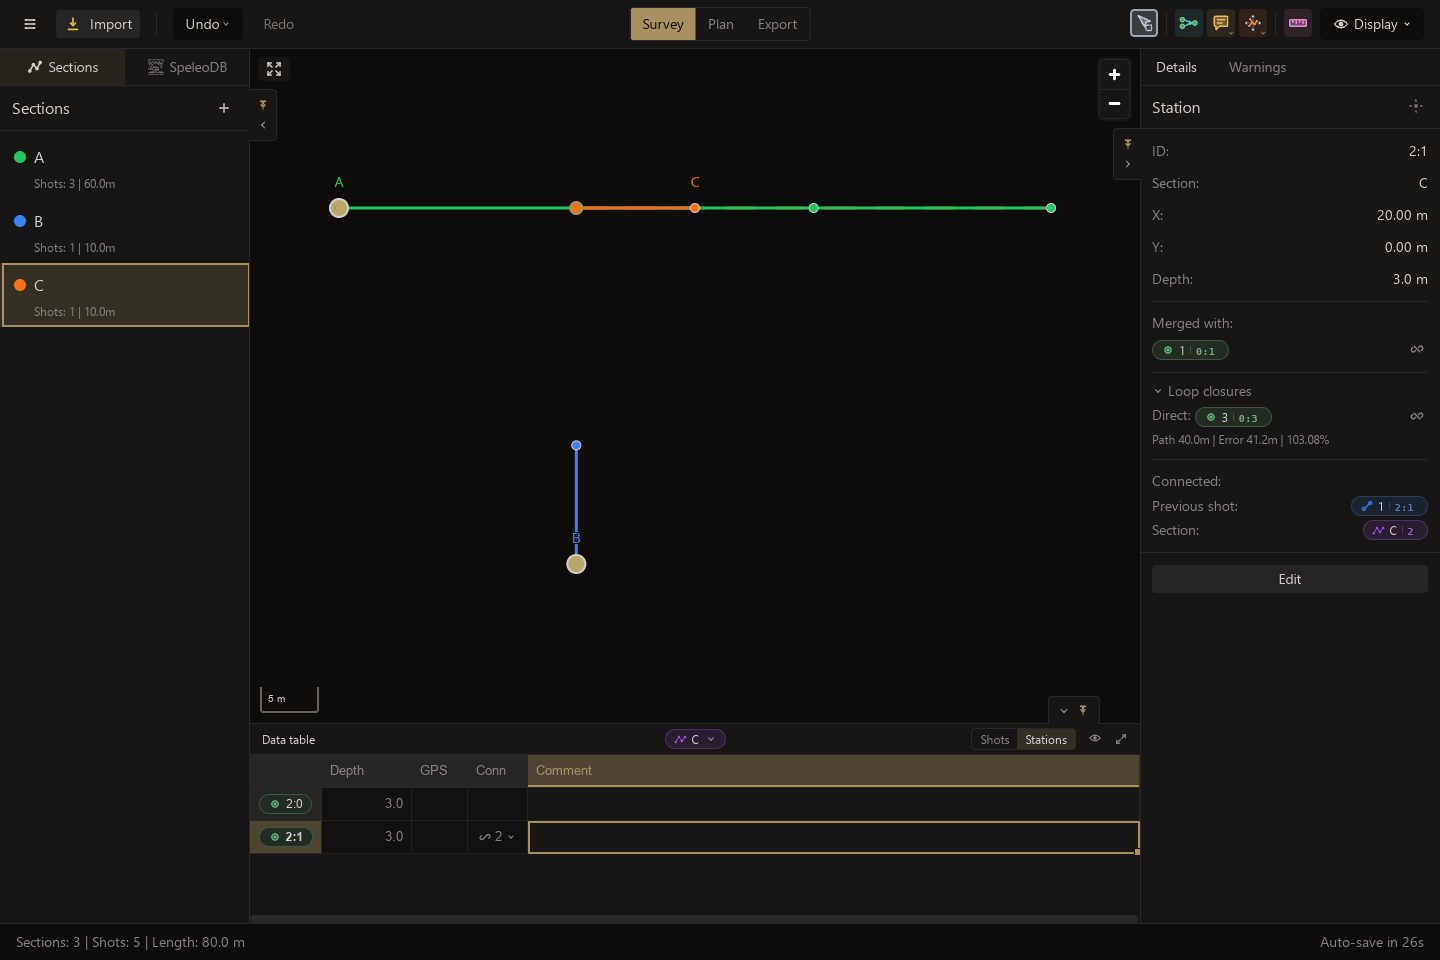 Import
Undo
Redo
Survey
Plan
Export
Display
Sections
SpeleoDB
Sections
A
Shots: 3 | 60.0m
B
Shots: 1 | 10.0m
C
Shots: 1 | 10.0m
A
C
B
5 m
Details
Warnings
Station
ID: 2:1
Section: C
X: 20.00 m
Y: 0.00 m
Depth: 3.0 m
Merged with:
1 | 0:1
Loop closures
Direct: 3 | 0:3
Path 40.0m | Error 41.2m | 103.08%
Connected:
Previous shot: 1 | 2:1
Section: C | 2
Edit
Data table
C
Shots
Stations
Depth GPS Conn Comment
2:0 3.0
2:1 3.0 2
Sections: 3 | Shots: 5 | Length: 80.0 m
Auto-save in 26s